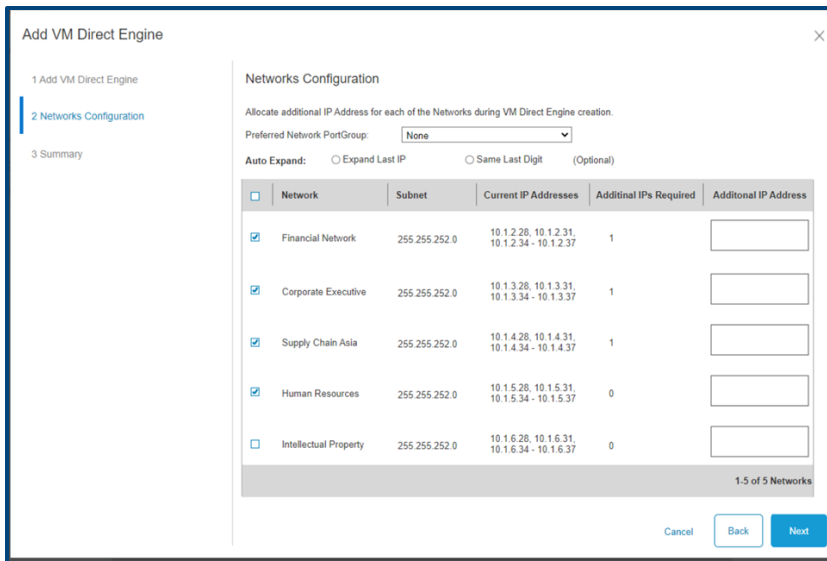 Add VM Direct Engine
1 Add VM Direct Engine
2 Networks Configuration
3 Summary
Networks Configuration
Allocate additional IP Address for each of the Networks during VM Direct Engine creation.
Preferred Network PortGroup: None
Auto Expand: Expand Last IP Same Last Digit (Optional)
Network Subnet Current IP Addresses Additinal IPs Required Additonal IP Address
Financial Network 255.255.252.0 10.1.2.28, 10.1.2.31, 1
10.1.2.34 - 10.1.2.37
Corporate Executive 255.255.252.0 10.1.3.28, 10.1.3.31, 1
10.1.3.34 - 10.1.3.37
Supply Chain Asia 255.255.252.0 10.1.4.28, 10.1.4.31, 1
10.1.4.34 - 10.1.4.37
Human Resources 255.255.252.0 10.1.5.28, 10.1.5.31, 0
10.1.5.34 - 10.1.5.37
Intellectual Property 255.255.252.0 10.1.6.28, 10.1.6.31, 0
10.1.6.34 - 10.1.6.37
1-5 of 5 Networks
Cancel Back Next